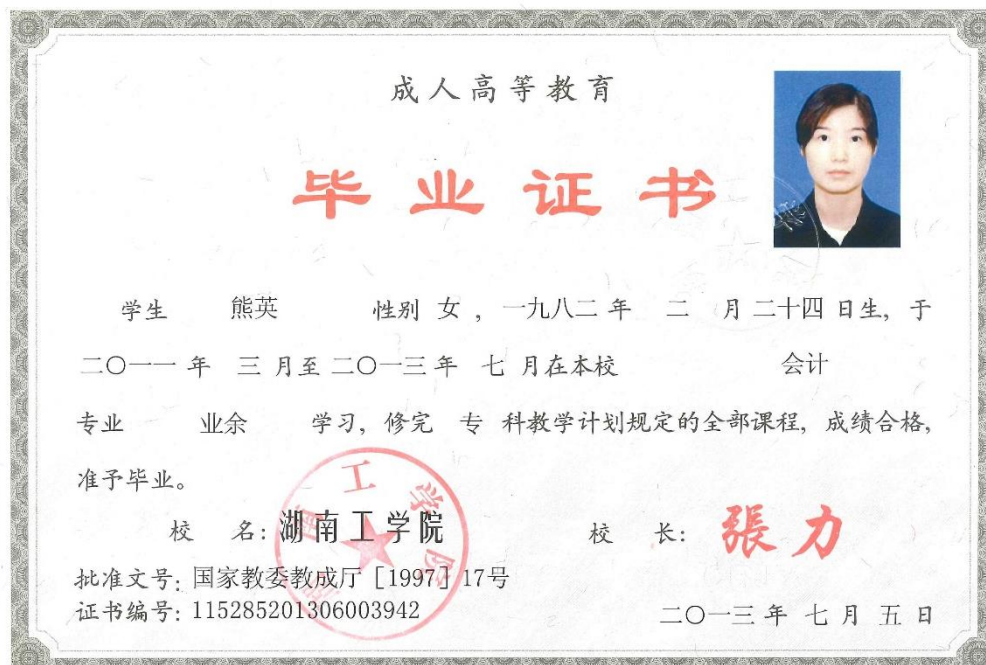 成人高等教育
毕业证书
学生 熊英 性别 女 , 一九八二 年 二 月 二十四 日生, 于
二〇一一 年 三 月至 二〇一三 年 七 月在本校 会计
专业 业余 学习, 修完 专 科教学计划规定的全部课程, 成绩合格,
准予毕业。
校 名: 湖南工学院
校 长: 張力
批准文号: 国家教委教成厅［1997］17号
证书编号: 115285201306003942
二〇一三 年 七 月 五 日
湖南工学院